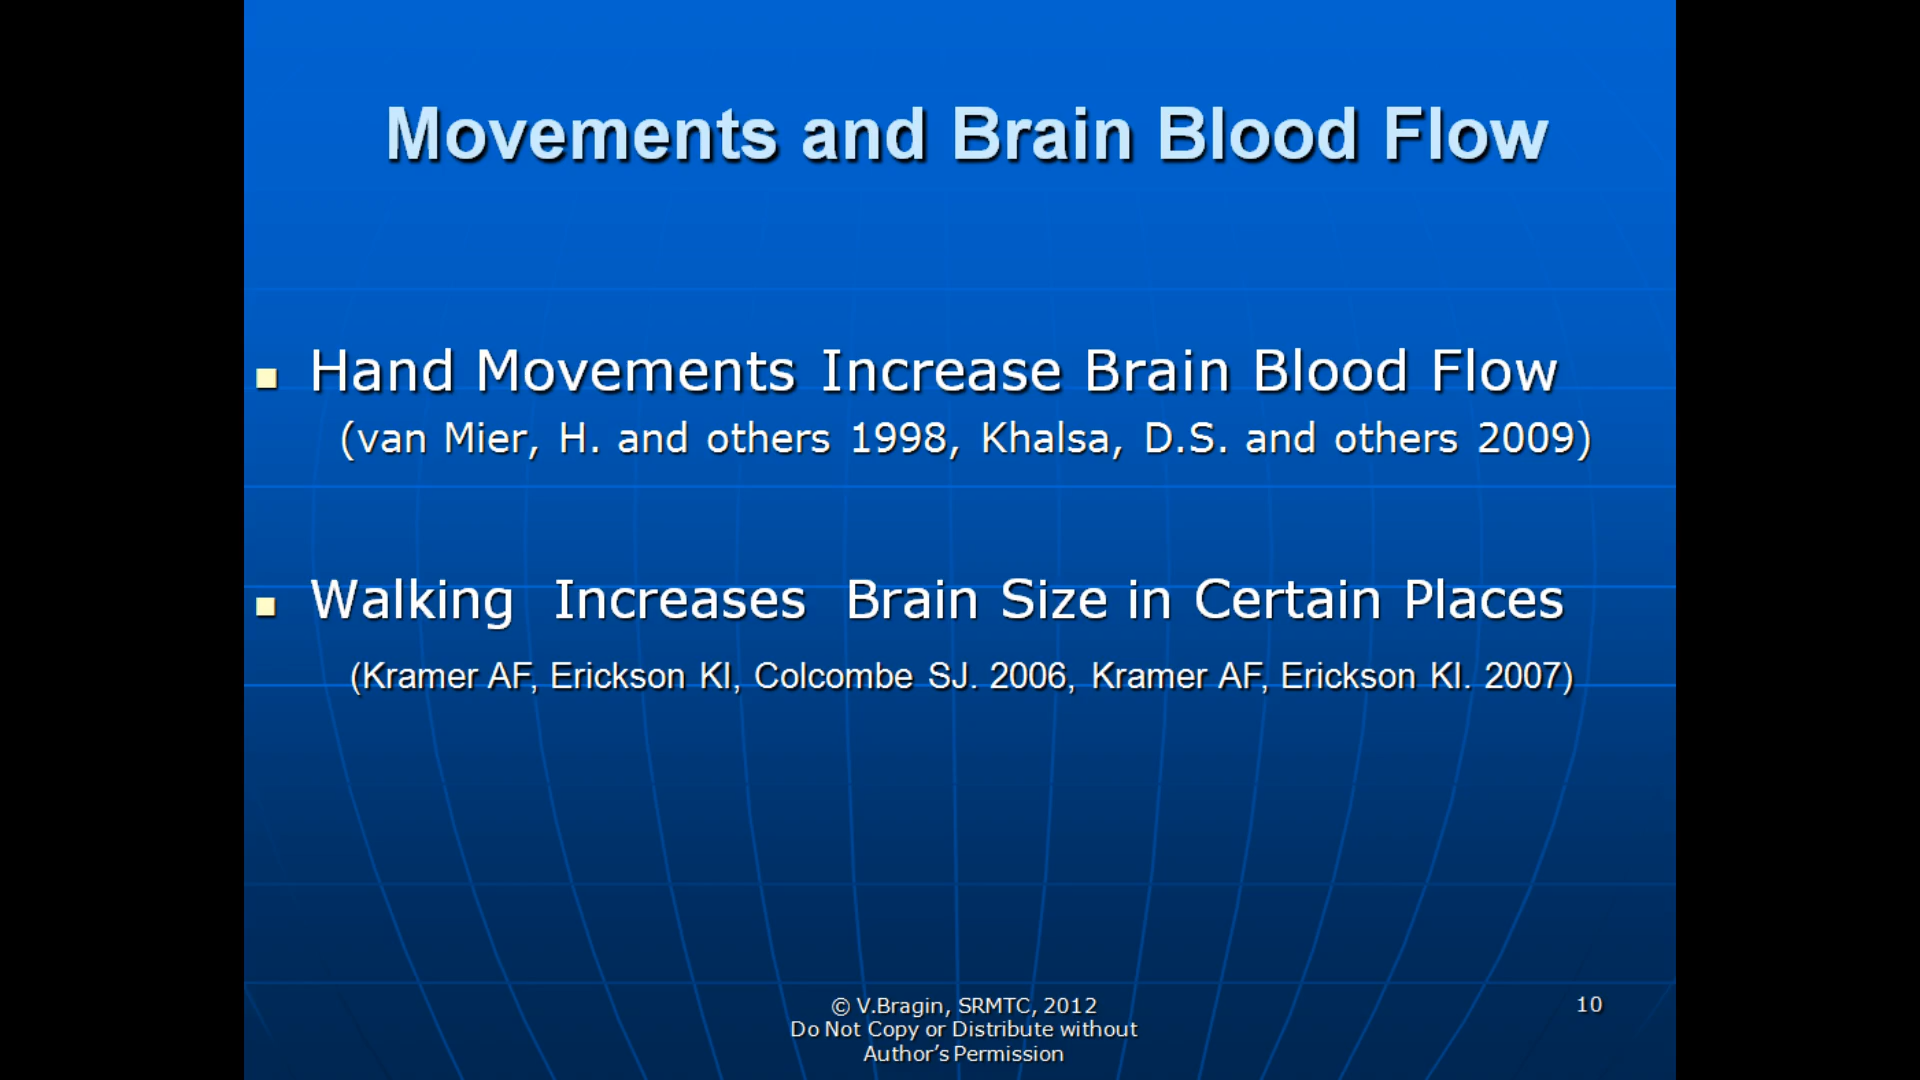 Movements and Brain Blood Flow
Hand Movements Increase Brain Blood Flow
(van Mier, H. and others 1998, Khalsa, D.S. and others 2009)
Walking Increases Brain Size in Certain Places
(Kramer AF, Erickson KI, Colcombe SJ. 2006, Kramer AF, Erickson KI. 2007)
© V.Bragin, SRMTC, 2012
Do Not Copy or Distribute without
Author’s Permission
10